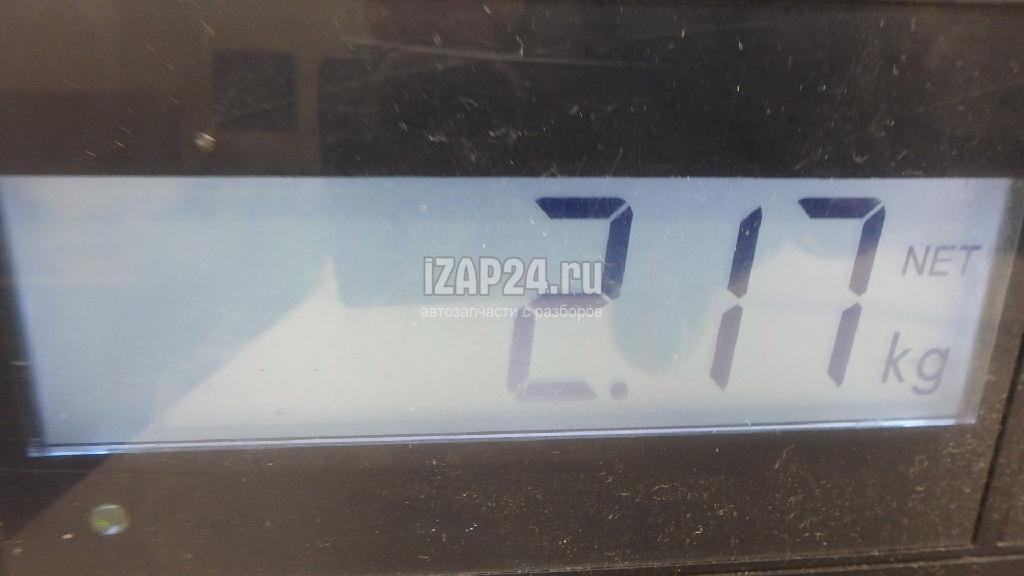 2.17
NET
kg
iZAP24.ru
автозапчасти с разборов